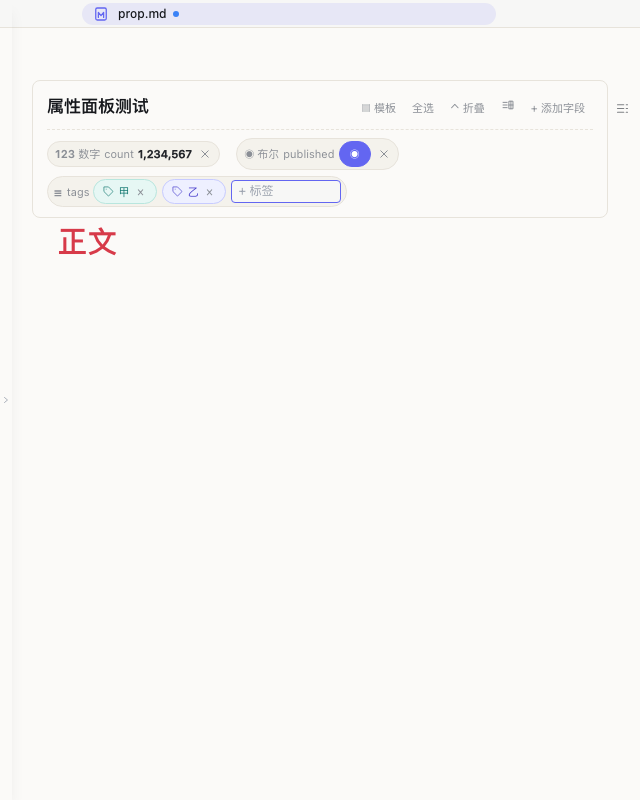 prop.md
属性面板测试
模板 全选 折叠 + 添加字段
123 数字 count 1,234,567 × 布尔 published ×
tags 甲 × 乙 × + 标签
正文